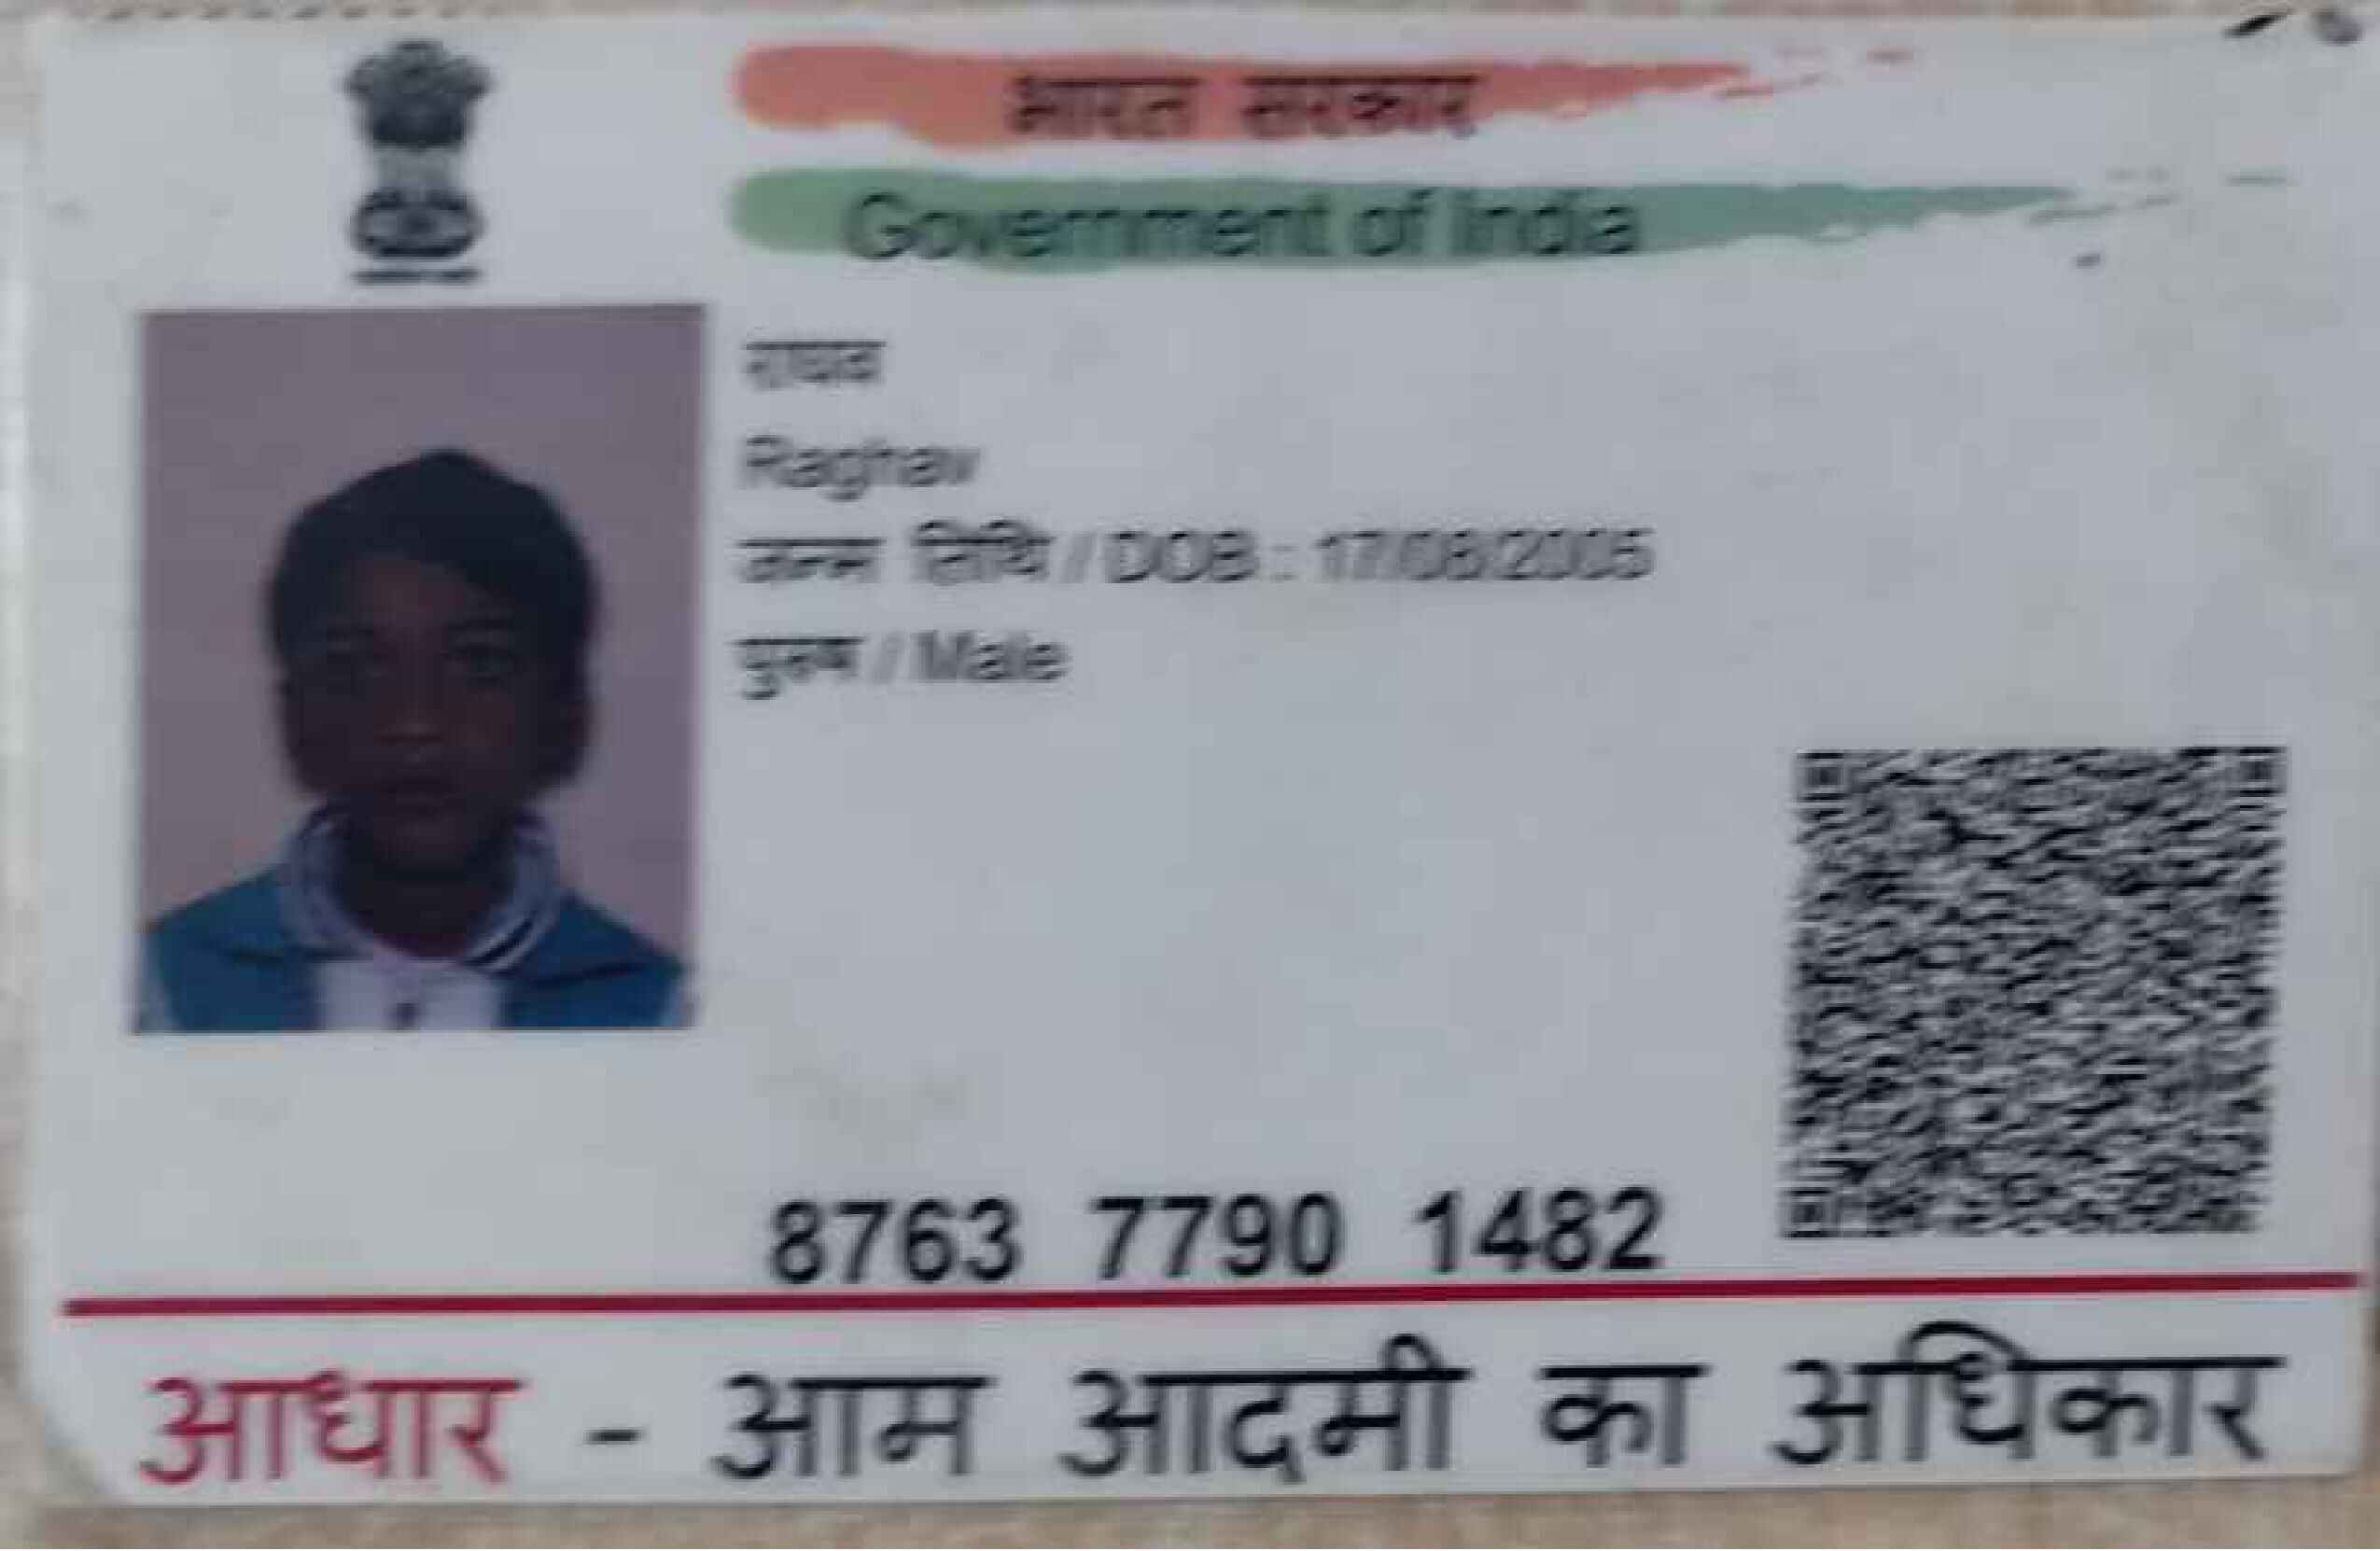 भारत सरकार
Government of India
राघव
Raghav
जन्म तिथि / DOB : 17/08/2005
पुरुष / Male
8763 7790 1482
आधार - आम आदमी का अधिकार